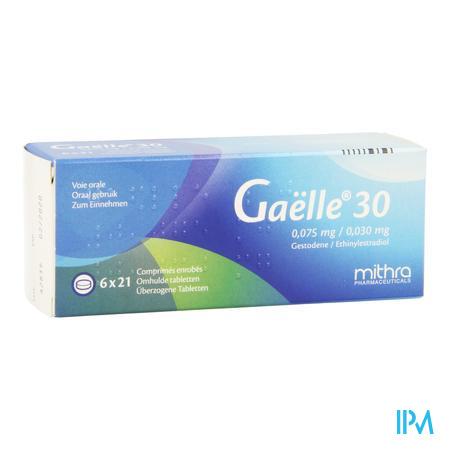 Gaëlle® 30
6x21
Voie orale
Oraal gebruik
Zum Einnehmen
Gaëlle® 30
0,075 mg / 0,030 mg
Gestodene / Ethinylestradiol
6 x 21
Comprimés enrobés
Omhulde tabletten
Überzogene Tabletten
mithra
PHARMACEUTICALS
IPM